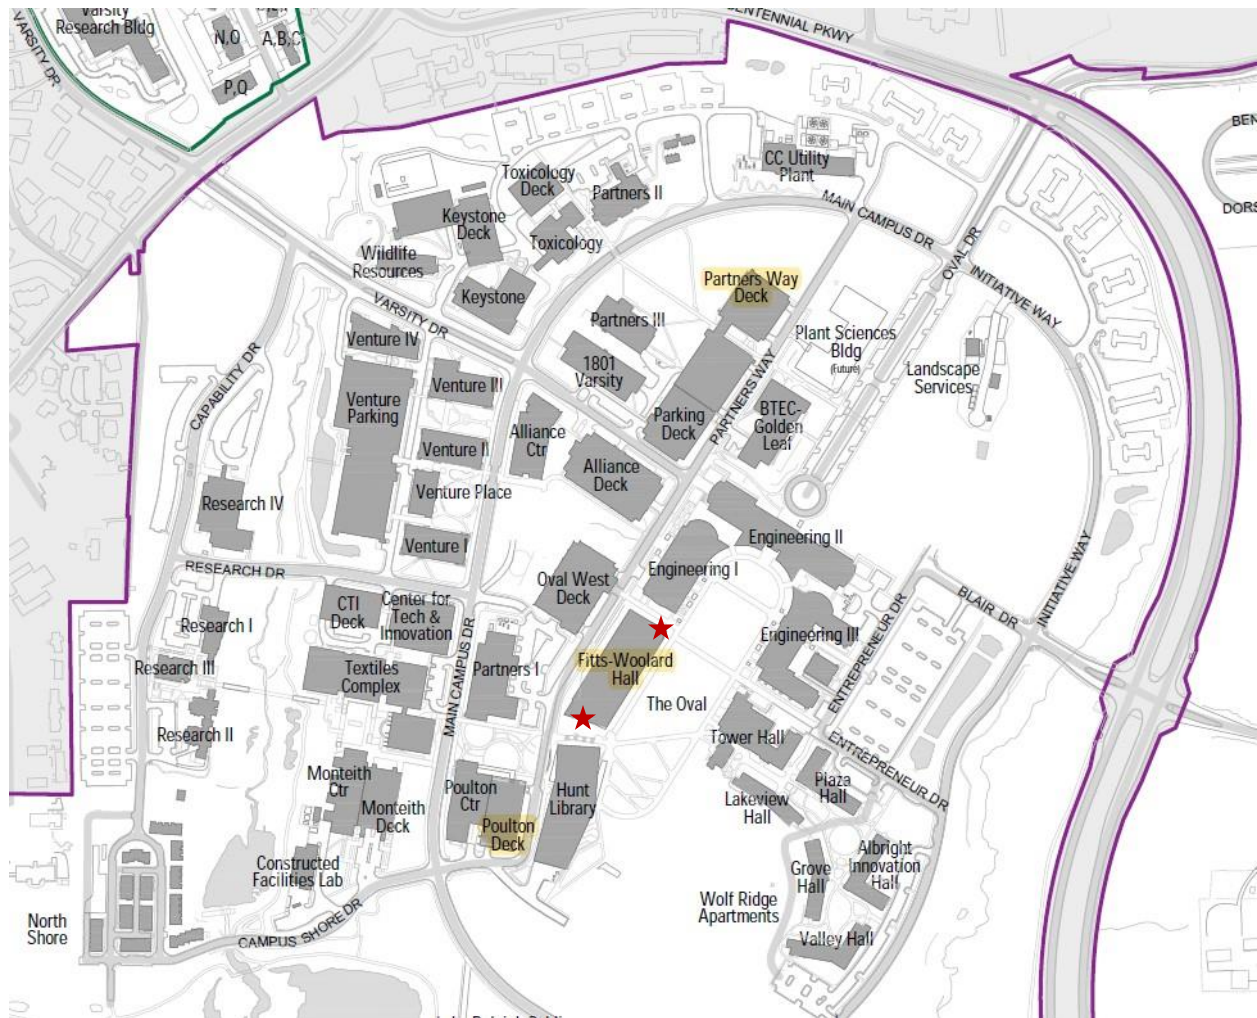 Varsity
Research Bldg
N,O
A,B,C
P,Q
VARSITY DR
CENTENNIAL PKWY
BEN
DORS
CC Utility
Plant
Toxicology
Deck
Partners II
Keystone
Deck
Toxicology
MAIN CAMPUS DR
OVAL DR
INITIATIVE WAY
Wildlife
Resources
Keystone
Partners Way
Deck
VARSITY DR
Partners III
Plant Sciences
Bldg
(Future)
Venture IV
1801
Varsity
Landscape
Services
CAPABILITY DR
Venture III
PARTNERS WAY
Venture
Parking
Parking
Deck
BTEC-
Golden
Leaf
Alliance
Ctr
Venture II
Alliance
Deck
Venture Place
Research IV
Venture I
Engineering II
Engineering I
RESEARCH DR
Oval West
Deck
INITIATIVE WAY
BLAIR DR
CTI
Deck
Center for
Tech &
Innovation
Research I
Engineering III
ENTREPRENEUR DR
Research III
Textiles
Complex
MAIN CAMPUS DR
Partners I
Fitts-Woolard
Hall
The Oval
Research II
Tower Hall
ENTREPRENEUR DR
Monteith
Ctr
Monteith
Deck
Poulton
Ctr
Hunt
Library
Plaza
Hall
Lakeview
Hall
Poulton
Deck
Constructed
Facilities Lab
Grove
Hall
Albright
Innovation
Hall
Wolf Ridge
Apartments
North
Shore
CAMPUS SHORE DR
Valley Hall